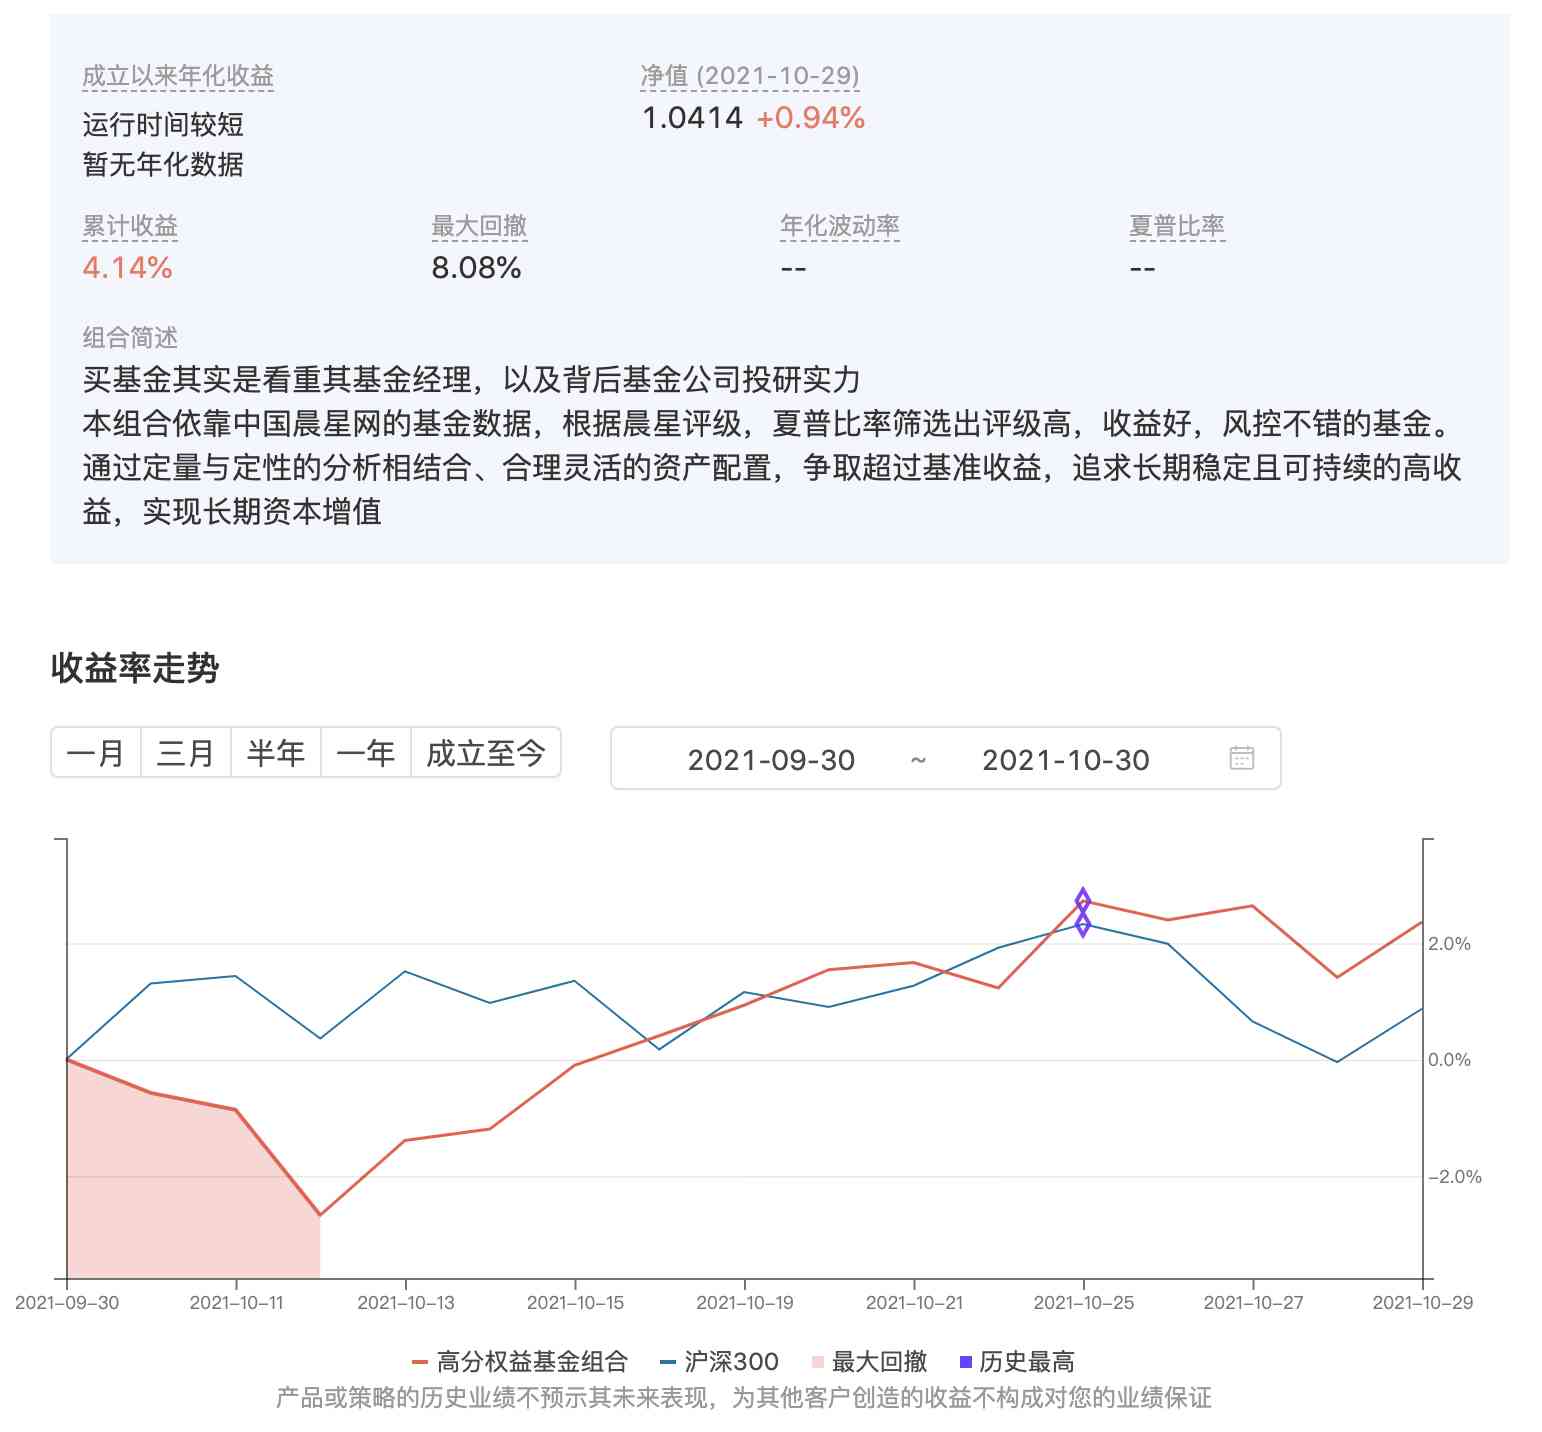 成立以来年化收益
净值 (2021-10-29)
运行时间较短
暂无年化数据
1.0414 +0.94%
累计收益
最大回撤
年化波动率
夏普比率
4.14%
8.08%
--
--
组合简述
买基金其实是看重其基金经理，以及背后基金公司投研实力
本组合依靠中国晨星网的基金数据，根据晨星评级，夏普比率筛选出评级高，收益好，风控不错的基金。
通过定量与定性的分析相结合、合理灵活的资产配置，争取超过基准收益，追求长期稳定且可持续的高收
益，实现长期资本增值
收益率走势
一月 三月 半年 一年 成立至今
2021-09-30 ~ 2021-10-30
2.0%
0.0%
-2.0%
2021-09-30 2021-10-11 2021-10-13 2021-10-15 2021-10-19 2021-10-21 2021-10-25 2021-10-27 2021-10-29
高分权益基金组合 沪深300 最大回撤 历史最高
产品或策略的历史业绩不预示其未来表现，为其他客户创造的收益不构成对您的业绩保证